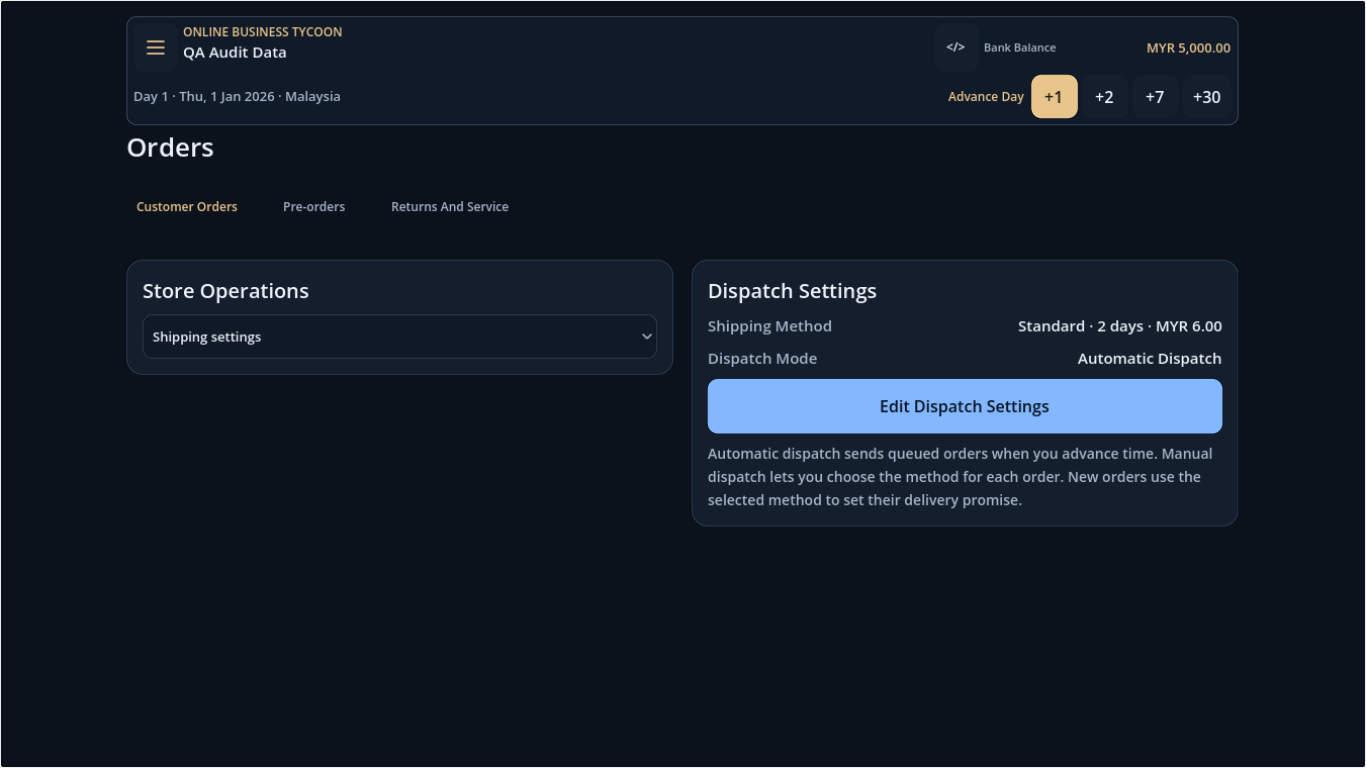 ONLINE BUSINESS TYCOON
QA Audit Data
</> Bank Balance MYR 5,000.00
Day 1 · Thu, 1 Jan 2026 · Malaysia
Advance Day +1 +2 +7 +30
Orders
Customer Orders Pre-orders Returns And Service
Store Operations
Shipping settings
Dispatch Settings
Shipping Method Standard · 2 days · MYR 6.00
Dispatch Mode Automatic Dispatch
Edit Dispatch Settings
Automatic dispatch sends queued orders when you advance time. Manual
dispatch lets you choose the method for each order. New orders use the
selected method to set their delivery promise.